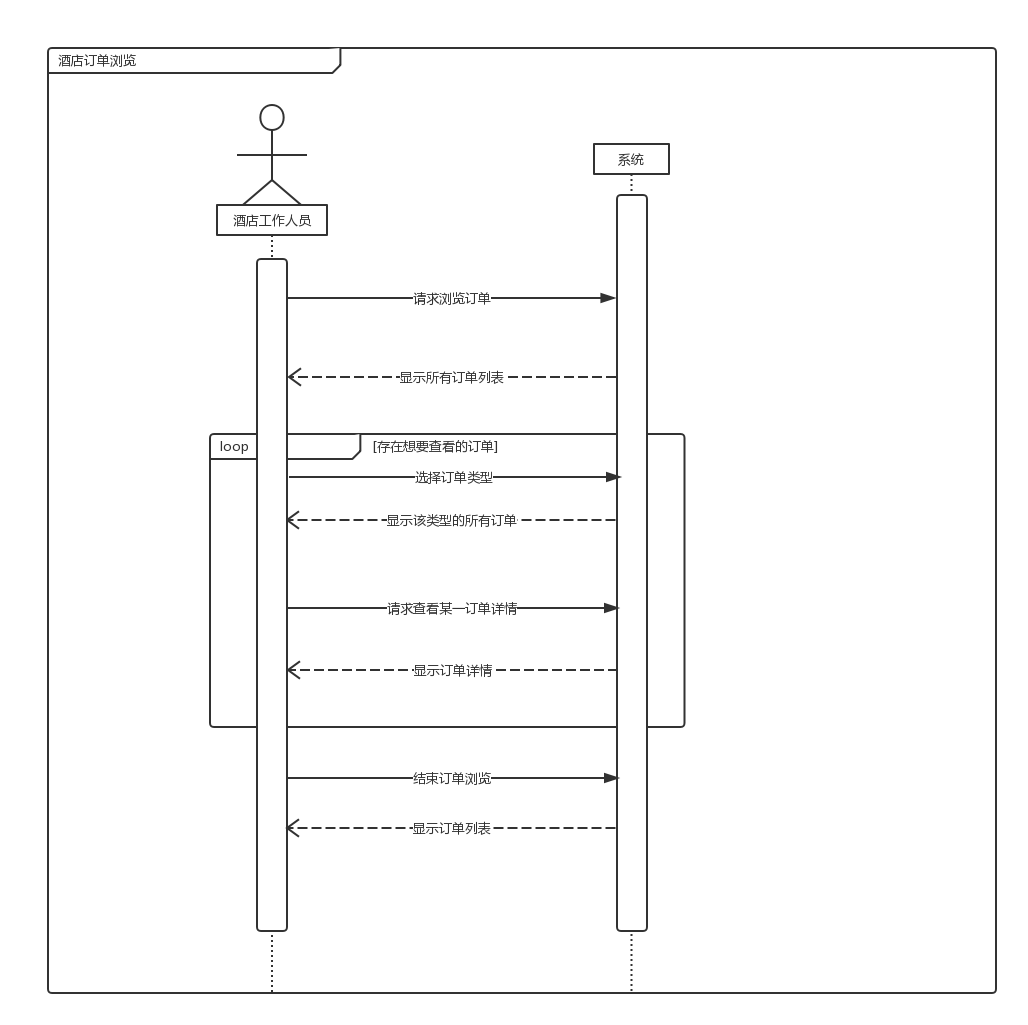 酒店订单浏览
系统
酒店工作人员
请求浏览订单
显示所有订单列表
loop
[存在想要查看的订单]
选择订单类型
显示该类型的所有订单
请求查看某一订单详情
显示订单详情
结束订单浏览
显示订单列表